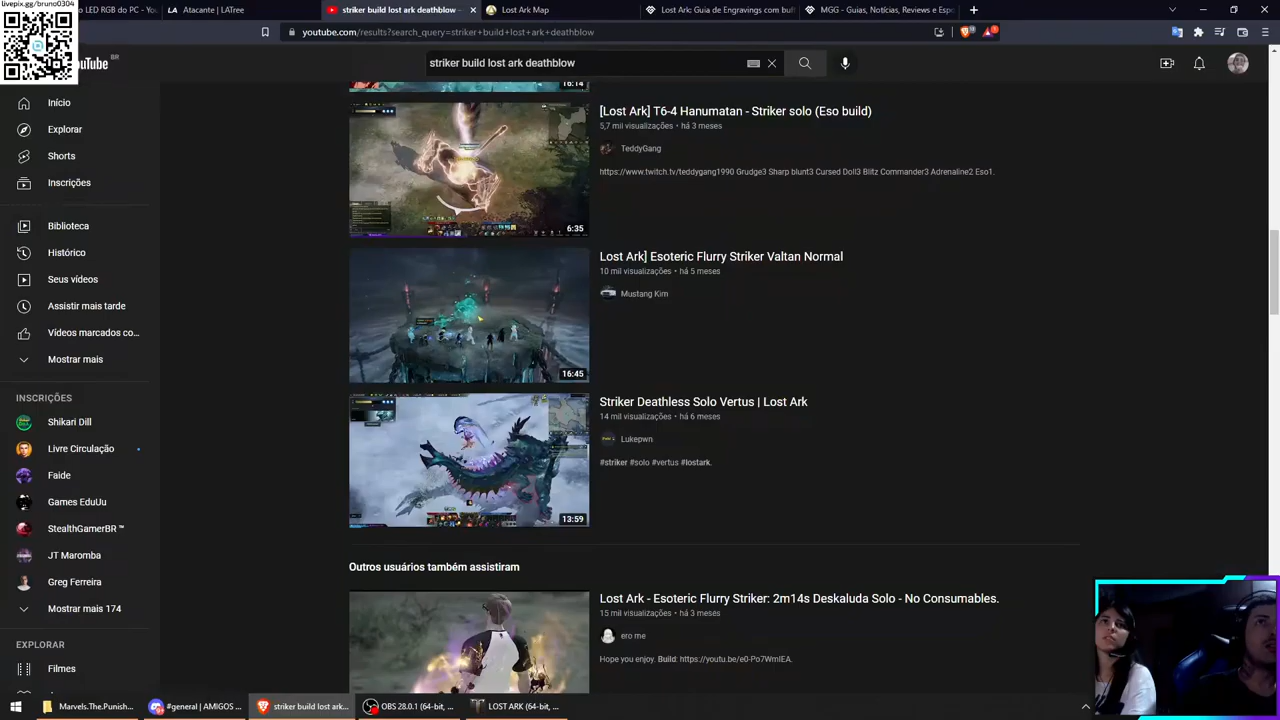 livepix.gg/bruno0304
LED RGB do PC - You
Atacante | LATree
striker build lost ark deathblow -
Lost Ark Map
Lost Ark: Guia de Engravings com buf
MGG - Guias, Notícias, Reviews e Esp
youtube.com/results?search_query=striker+build+lost+ark+deathblow
BR
striker build lost ark deathblow
Início
Explorar
Shorts
Inscrições
Biblioteca
Histórico
Seus vídeos
Assistir mais tarde
Vídeos marcados co...
Mostrar mais
INSCRIÇÕES
Shikari Dill
Livre Circulação
Faide
Games EduUu
StealthGamerBR ™
JT Maromba
Greg Ferreira
Mostrar mais 174
EXPLORAR
Filmes
16:14
[Lost Ark] T6-4 Hanumatan - Striker solo (Eso build)
5,7 mil visualizações • há 3 meses
TeddyGang
https://www.twitch.tv/teddygang1990 Grudge3 Sharp blunt3 Cursed Doll3 Blitz Commander3 Adrenaline2 Eso1.
6:35
Lost Ark] Esoteric Flurry Striker Valtan Normal
10 mil visualizações • há 5 meses
Mustang Kim
16:45
Striker Deathless Solo Vertus | Lost Ark
14 mil visualizações • há 6 meses
Lukepwn
#striker #solo #vertus #lostark.
13:59
Outros usuários também assistiram
Lost Ark - Esoteric Flurry Striker: 2m14s Deskaluda Solo - No Consumables.
15 mil visualizações • há 3 meses
ero me
Hope you enjoy. Build: https://youtu.be/e0-Po7WmIEA.
Marvels.The.Punish...
#general | AMIGOS ...
striker build lost ark...
OBS 28.0.1 (64-bit, ...
LOST ARK (64-bit, ...